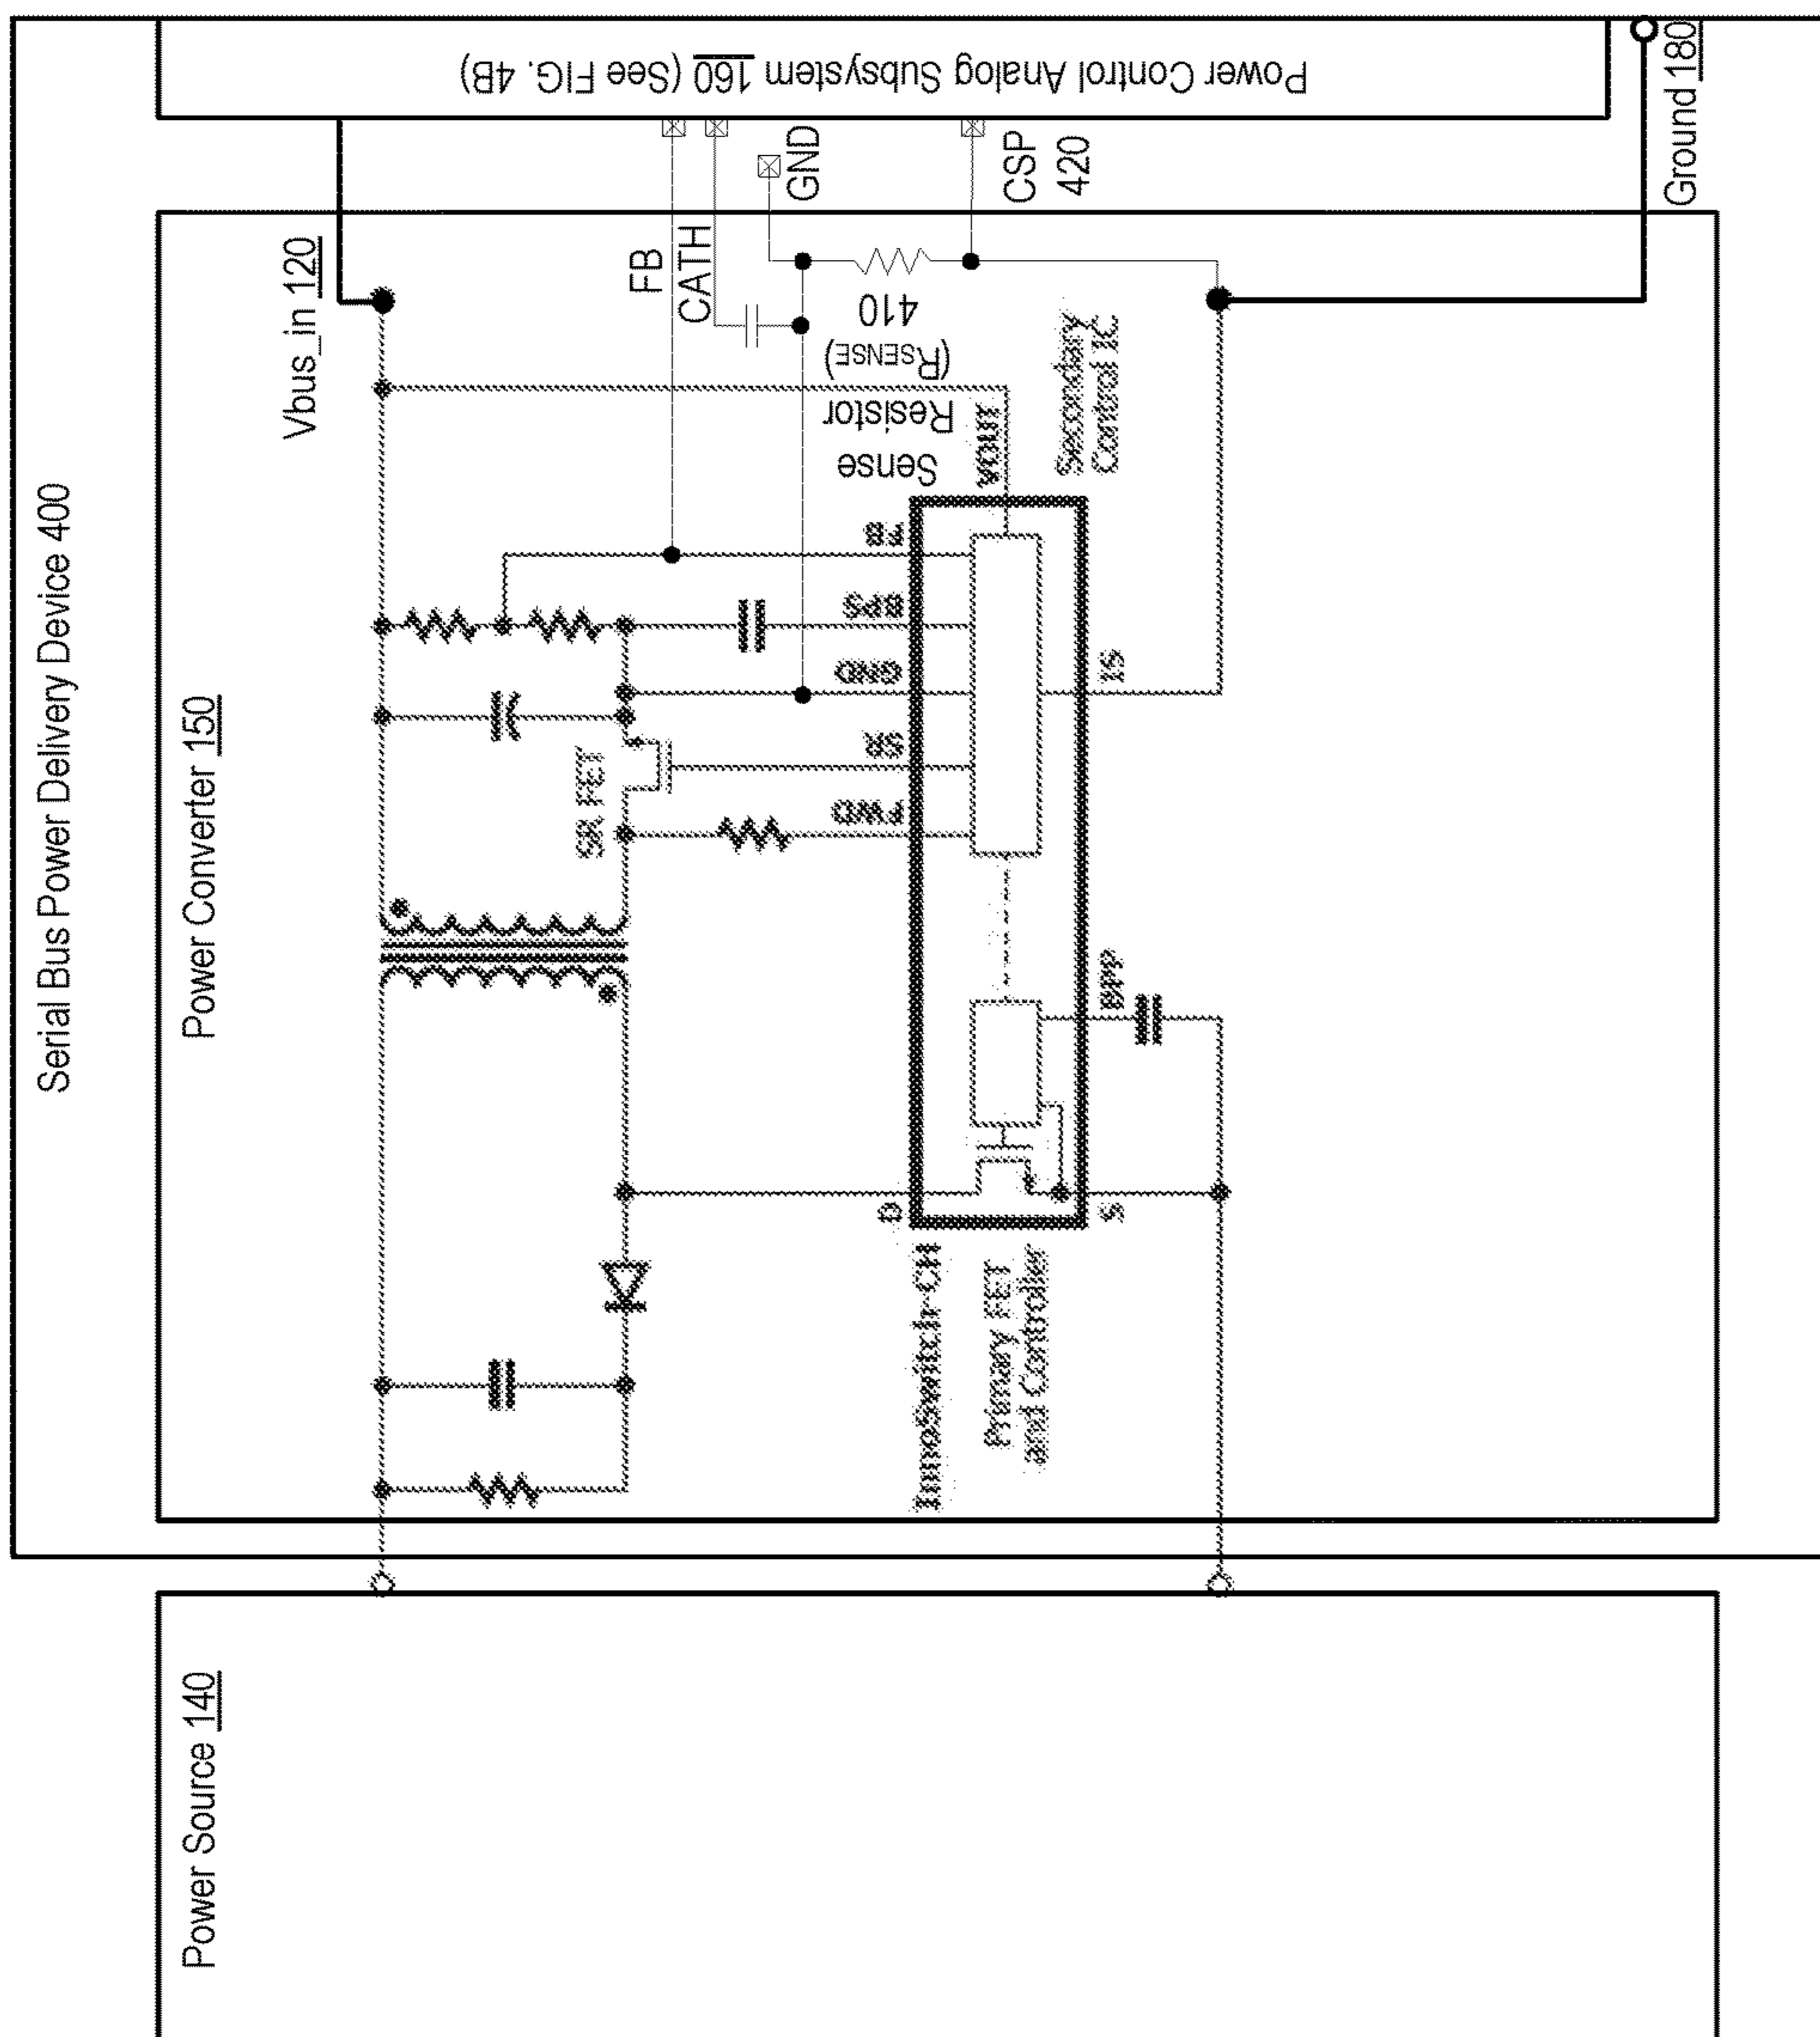 Serial Bus Power Delivery Device 400
Power Source 140
Power Converter 150
Vbus_in 120
SR FET
FB
CATH
GND
CSP
420
Sense
Resistor
(RSENSE)
410
Power Control Analog Subsystem 160 (See FIG. 4B)
Ground 180
D
FWD
SR
GND
BPS
FB
VOUT
InnoSwitch-CH
Primary FET
and Controller
Secondary
Control IC
S
BPP
IS